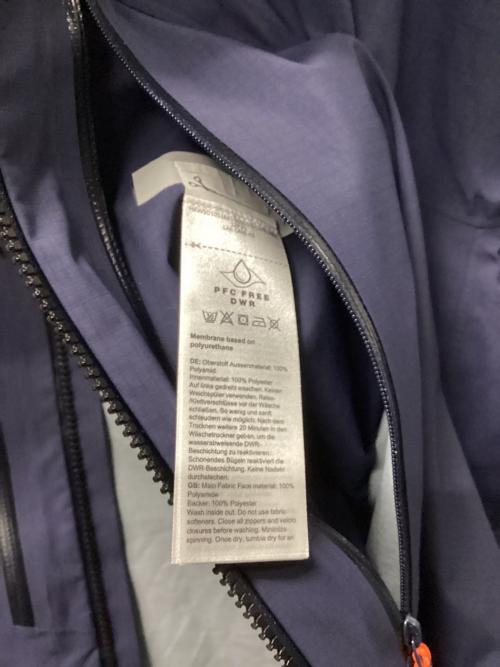 PFC FREE
DWR
Membrane based on
polyurethane
DE: Oberstoff Aussenmaterial: 100%
Polyamid.
Innenmaterial: 100% Polyester
Auf links gedreht waschen. Keinen
Weichspüler verwenden. Reiss-
/Klettverschlüsse vor der Wäsche
schließen. So wenig und sanft
schleudern wie möglich. Nach dem
Trocknen weitere 20 Minuten in den
Wäschetrockner geben, um die
wasserabweisende DWR-
Beschichtung zu reaktivieren.
Schonendes Bügeln reaktiviert die
DWR-Beschichtung. Keine Nadeln
durchstechen.
GB: Main Fabric Face material: 100%
Polyamide
Backer: 100% Polyester
Wash inside out. Do not use fabric
softeners. Close all zippers and velcro
closures before washing. Minimize
spinning. Once dry, tumble dry for an